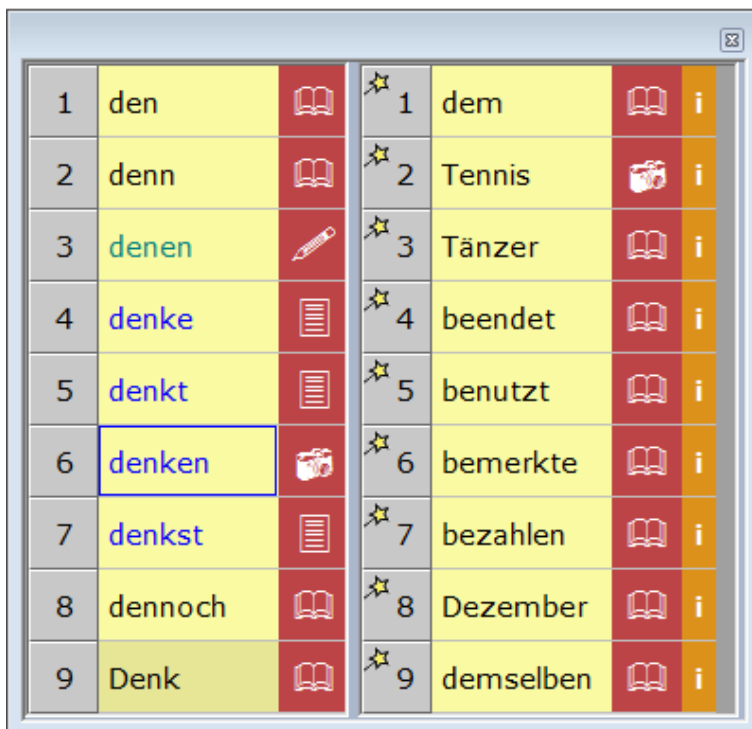 1 den
2 denn
3 denen
4 denke
5 denkt
6 denken
7 denkst
8 dennoch
9 Denk
1 dem i
2 Tennis i
3 Tänzer i
4 beendet i
5 benutzt i
6 bemerkte i
7 bezahlen i
8 Dezember i
9 demselben i